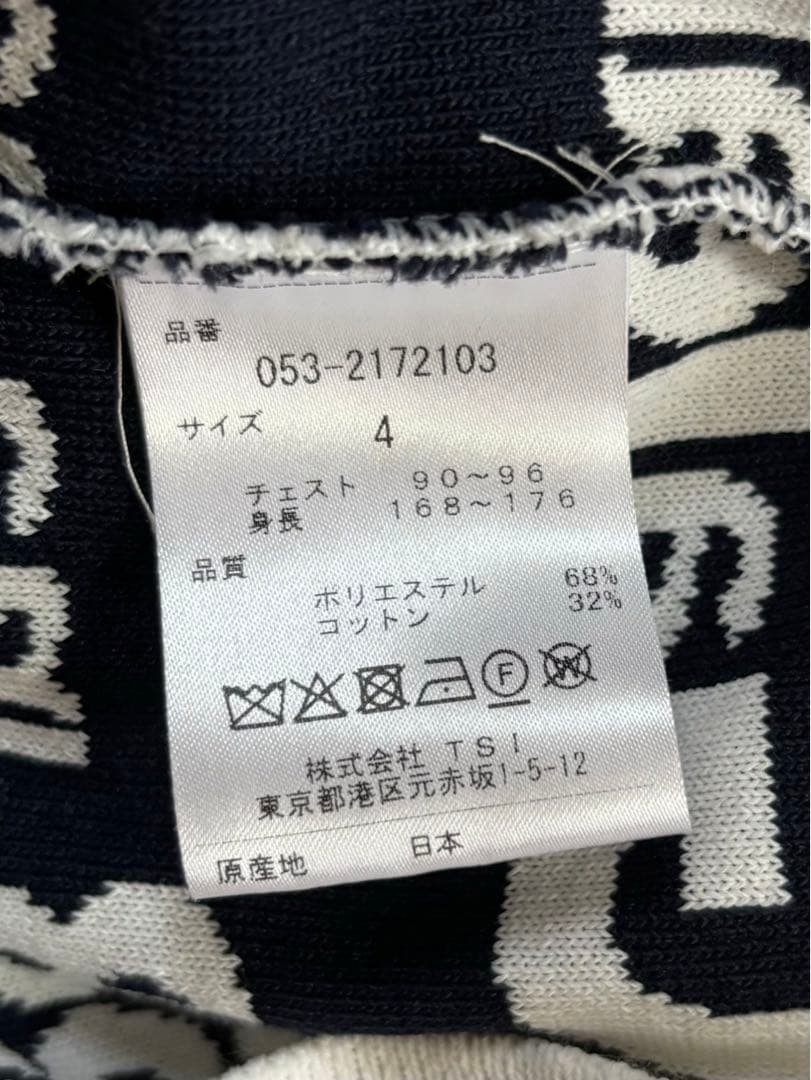 品番
053-2172103
サイズ 4
チェスト 90～96
身長 168～176
品質
ポリエステル 68%
コットン 32%
F W
株式会社 TSI
東京都港区元赤坂1-5-12
原産地 日本